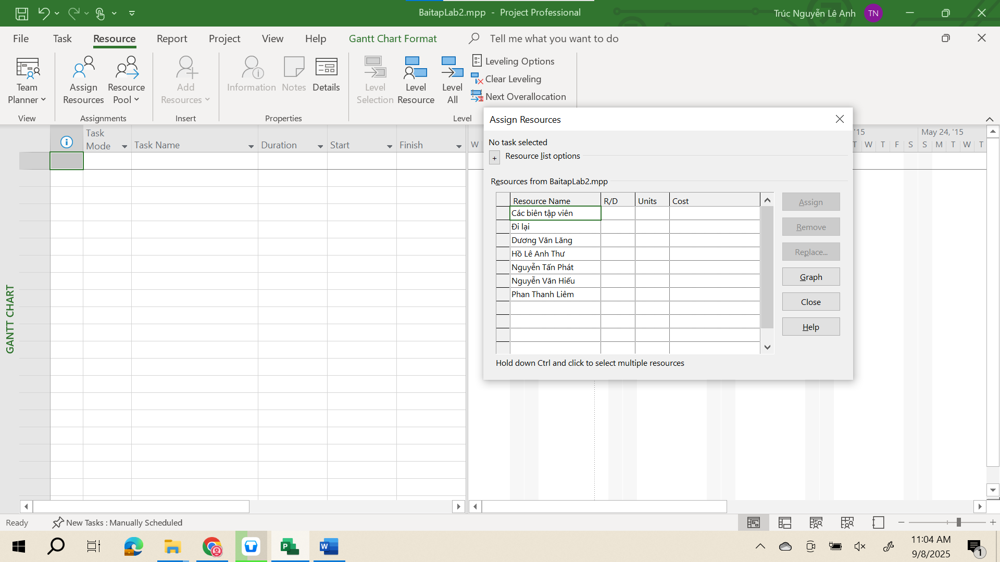 BaitapLab2.mpp - Project Professional
Trúc Nguyễn Lê Anh
TN
File
Task
Resource
Report
Project
View
Help
Gantt Chart Format
Tell me what you want to do
Team Planner
Assign Resources
Resource Pool
Add Resources
Information
Notes
Details
Level Selection
Level Resource
Level All
Leveling Options
Clear Leveling
Next Overallocation
View
Assignments
Insert
Properties
Level
Task Mode
Task Name
Duration
Start
Finish
W
'15
May 24, '15
T W T F S S M T W T
GANTT CHART
Assign Resources
No task selected
+ Resource list options
Resources from BaitapLab2.mpp
Resource Name R/D Units Cost
Các biên tập viên
Đi lại
Dương Văn Lăng
Hồ Lê Anh Thư
Nguyễn Tấn Phát
Nguyễn Văn Hiếu
Phan Thanh Liêm
Assign
Remove
Replace...
Graph
Close
Help
Hold down Ctrl and click to select multiple resources
Ready
New Tasks : Manually Scheduled
11:04 AM
9/8/2025
1